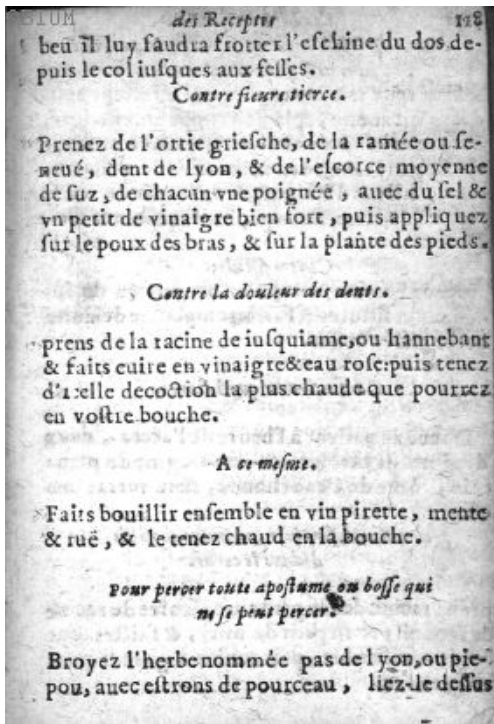 des Receptes 118
beu il luy faudra frotter l'eschine du dos de-
puis le col iusques aux fesses.
Contre fieure tierce.
Prenez de l'ortie griesche, de la ramée ou se-
neué, dent de lyon, & de l'escorce moyenne
de suz, de chacun vne poignée, auec du sel &
vn petit de vinaigre bien fort, puis appliquez
sur le poux des bras, & sur la plante des pieds.
Contre la douleur des dents.
prens de la racine de iusquiame, ou hannebane
& faits cuire en vinaigre & eau rose: puis tenez
d'icelle decoction la plus chaude que pourrez
en vostre bouche.
A ce mesme.
Faits bouillir ensemble en vin pirette, mente
& ruë, & le tenez chaud en la bouche.
Pour percer toute apostume ou bosse qui
ne se peut percer.
Broyez l'herbe nommée pas de lyon, ou pie-
pou, auec estrons de pourceau, liez-le dessus